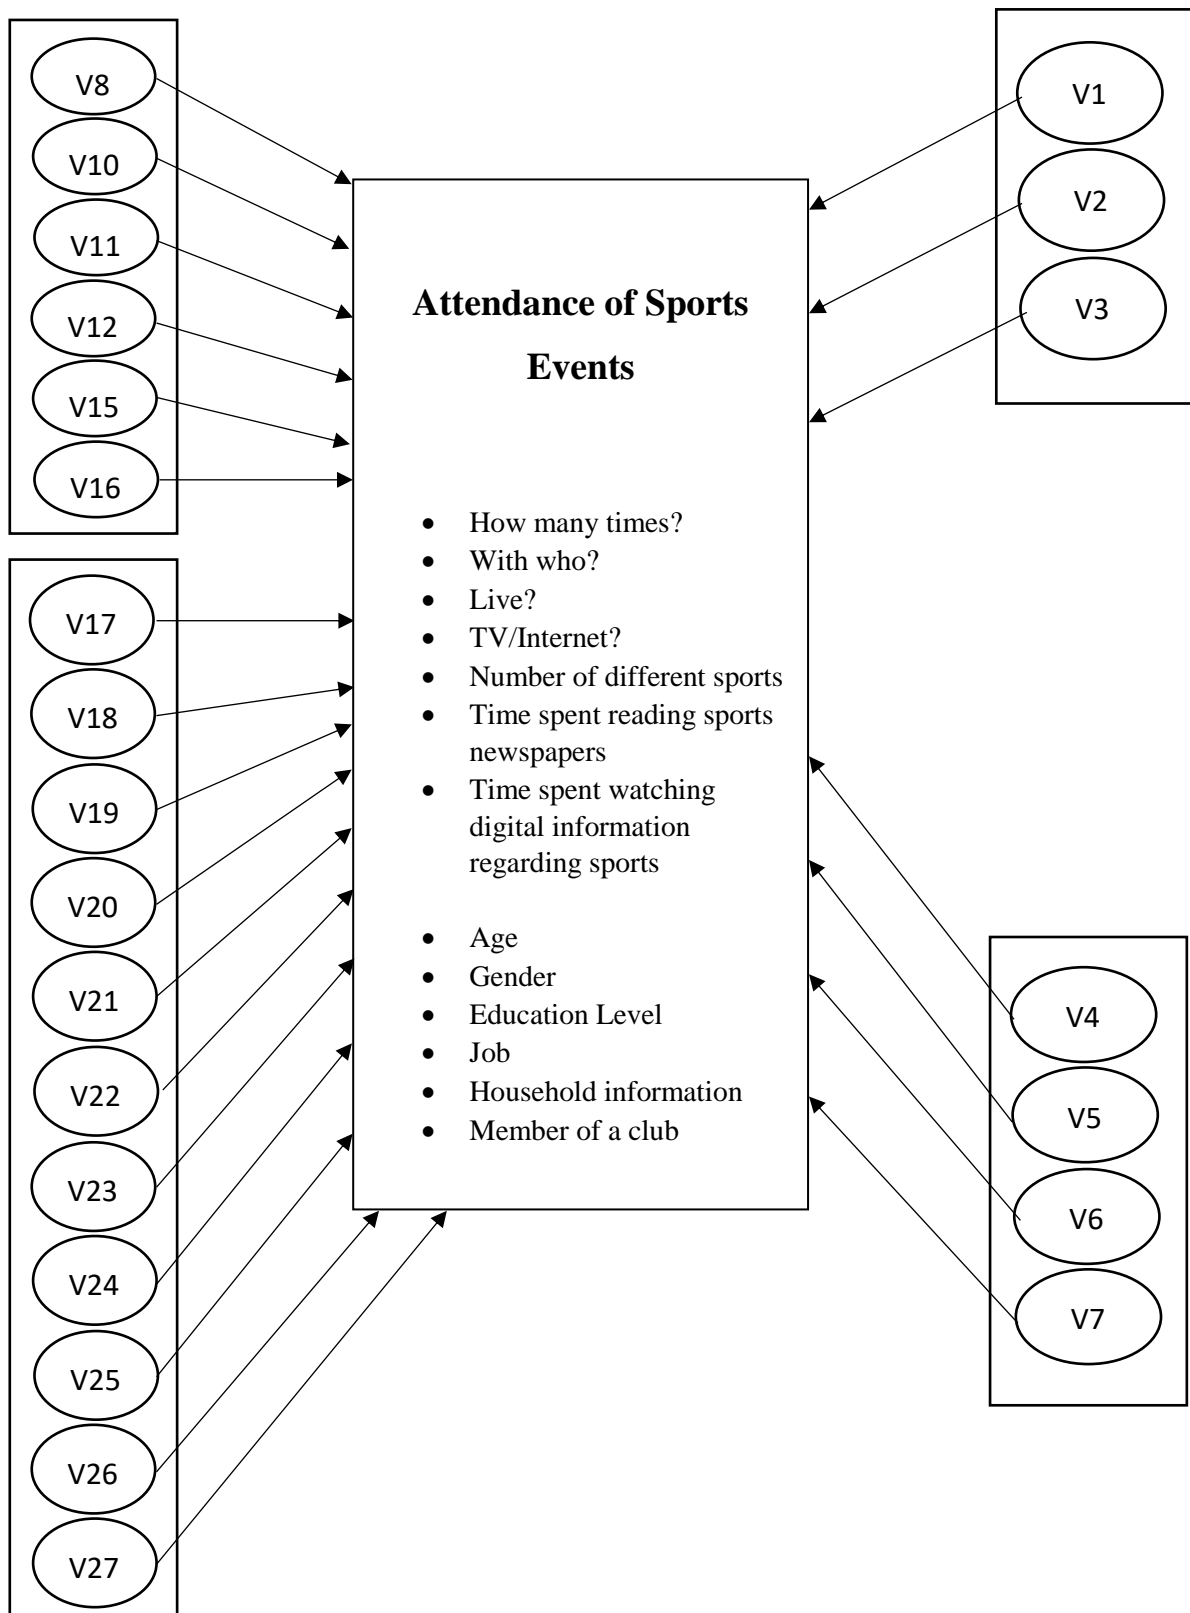 V8
V10
V11
V12
V15
V16
V17
V18
V19
V20
V21
V22
V23
V24
V25
V26
V27
Attendance of Sports
Events
• How many times?
• With who?
• Live?
• TV/Internet?
• Number of different sports
• Time spent reading sports
newspapers
• Time spent watching
digital information
regarding sports
• Age
• Gender
• Education Level
• Job
• Household information
• Member of a club
V1
V2
V3
V4
V5
V6
V7